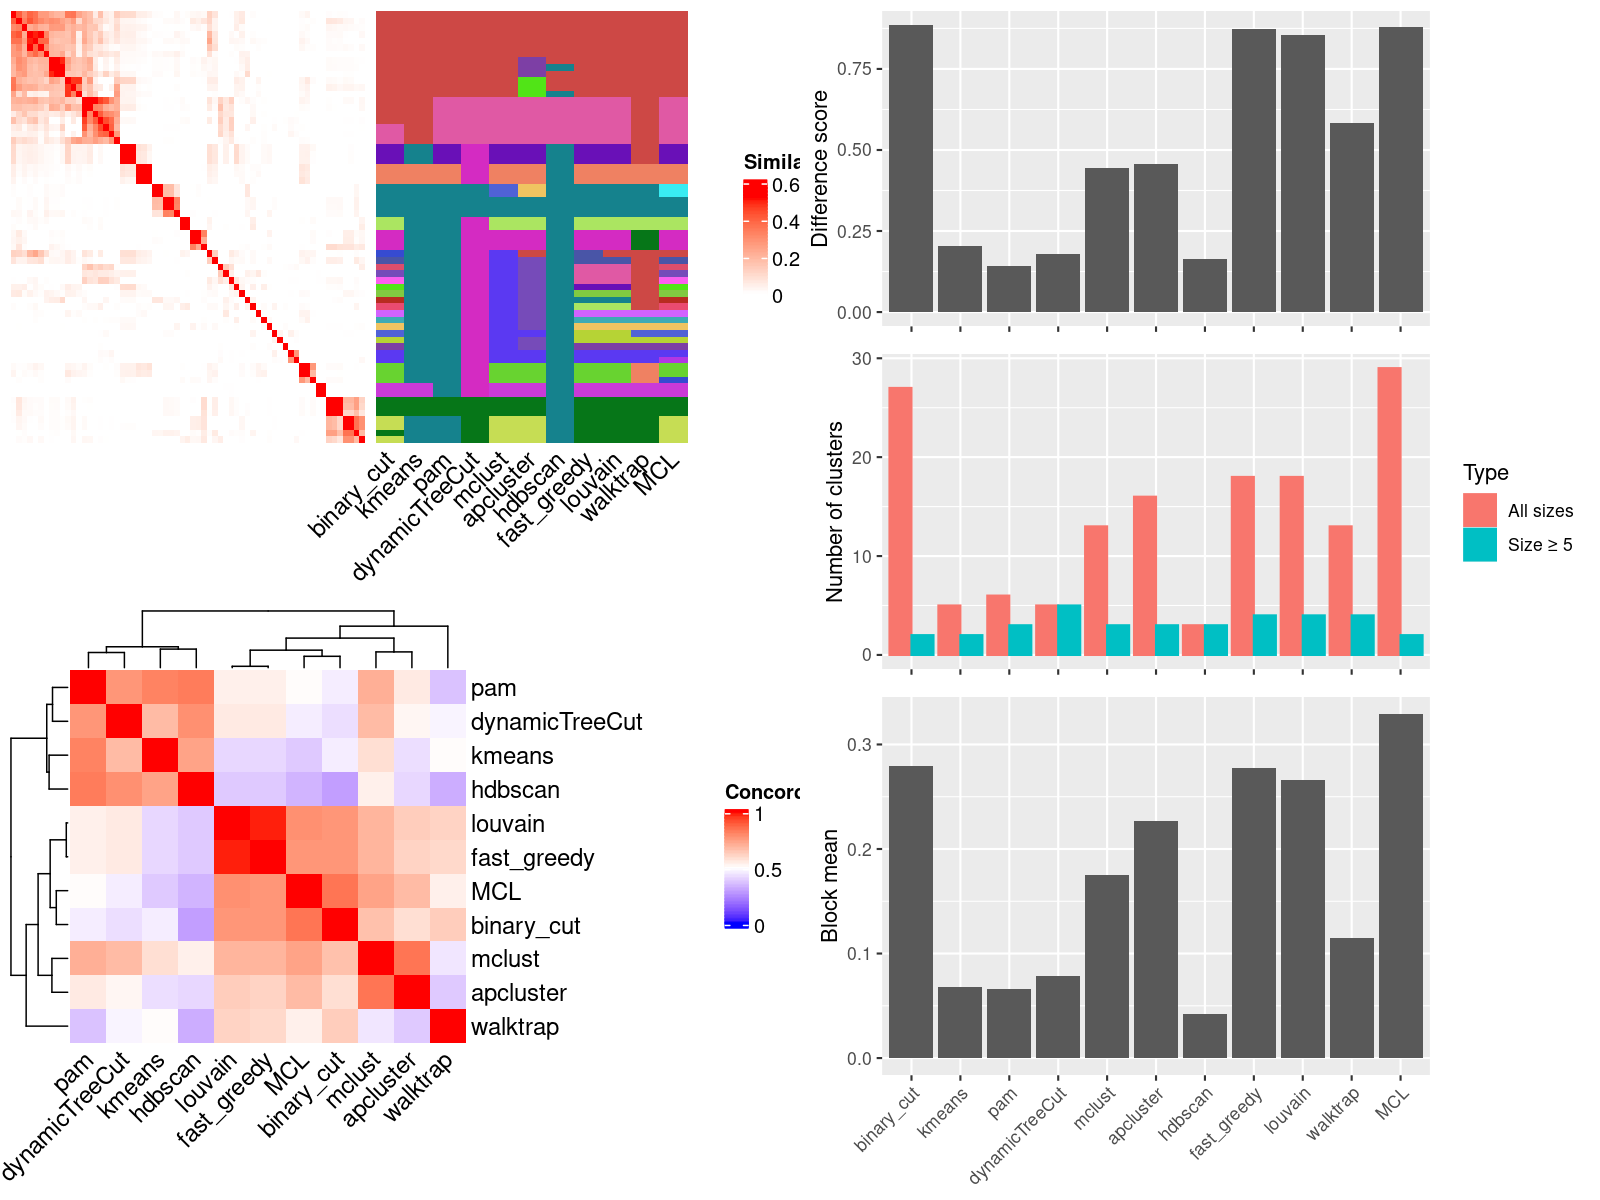 Simila
0.6
0.4
0.2
0
binary_cut
kmeans
pam
dynamicTreeCut
mclust
apcluster
hdbscan
fast_greedy
louvain
walktrap
MCL
pam
dynamicTreeCut
kmeans
hdbscan
louvain
fast_greedy
MCL
binary_cut
mclust
apcluster
walktrap
Concord
1
0.5
0
pam
dynamicTreeCut
kmeans
hdbscan
louvain
fast_greedy
MCL
binary_cut
mclust
apcluster
walktrap
Difference score
0.75
0.50
0.25
0.00
Number of clusters
30
20
10
0
Type
All sizes
Size ≥ 5
Block mean
0.3
0.2
0.1
0.0
binary_cut
kmeans
pam
dynamicTreeCut
mclust
apcluster
hdbscan
fast_greedy
louvain
walktrap
MCL